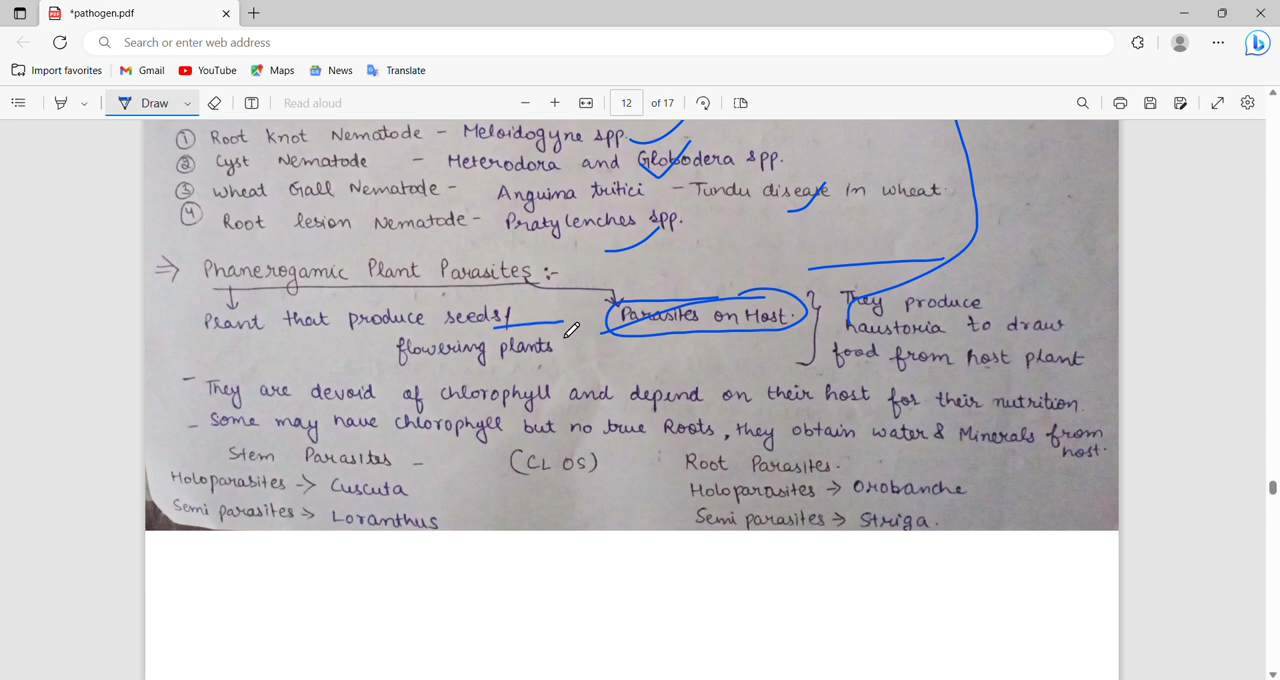 *pathogen.pdf
Search or enter web address
Import favorites Gmail YouTube Maps News Translate
Draw Read aloud 12 of 17
① Root Knot Nematode - Meloidogyne spp.
② Cyst Nematode - Heterodora and Globodera spp.
③ Wheat Gall Nematode - Anguina tritici - Tundu disease in wheat.
④ Root lesion Nematode - Pratylenches spp.
⇒ Phanerogamic Plant Parasites :-
Plant that produce seeds/ Parasites on Host. } They produce
flowering plants haustoria to draw
food from host plant
- They are devoid of chlorophyll and depend on their host for their nutrition.
- Some may have chlorophyll but no true Roots, they obtain water & Minerals from host.
Stem Parasites - (CL OS) Root Parasites.
Holoparasites → Cuscuta Holoparasites → Orobanche
Semi parasites → Loranthus Semi parasites → Striga.